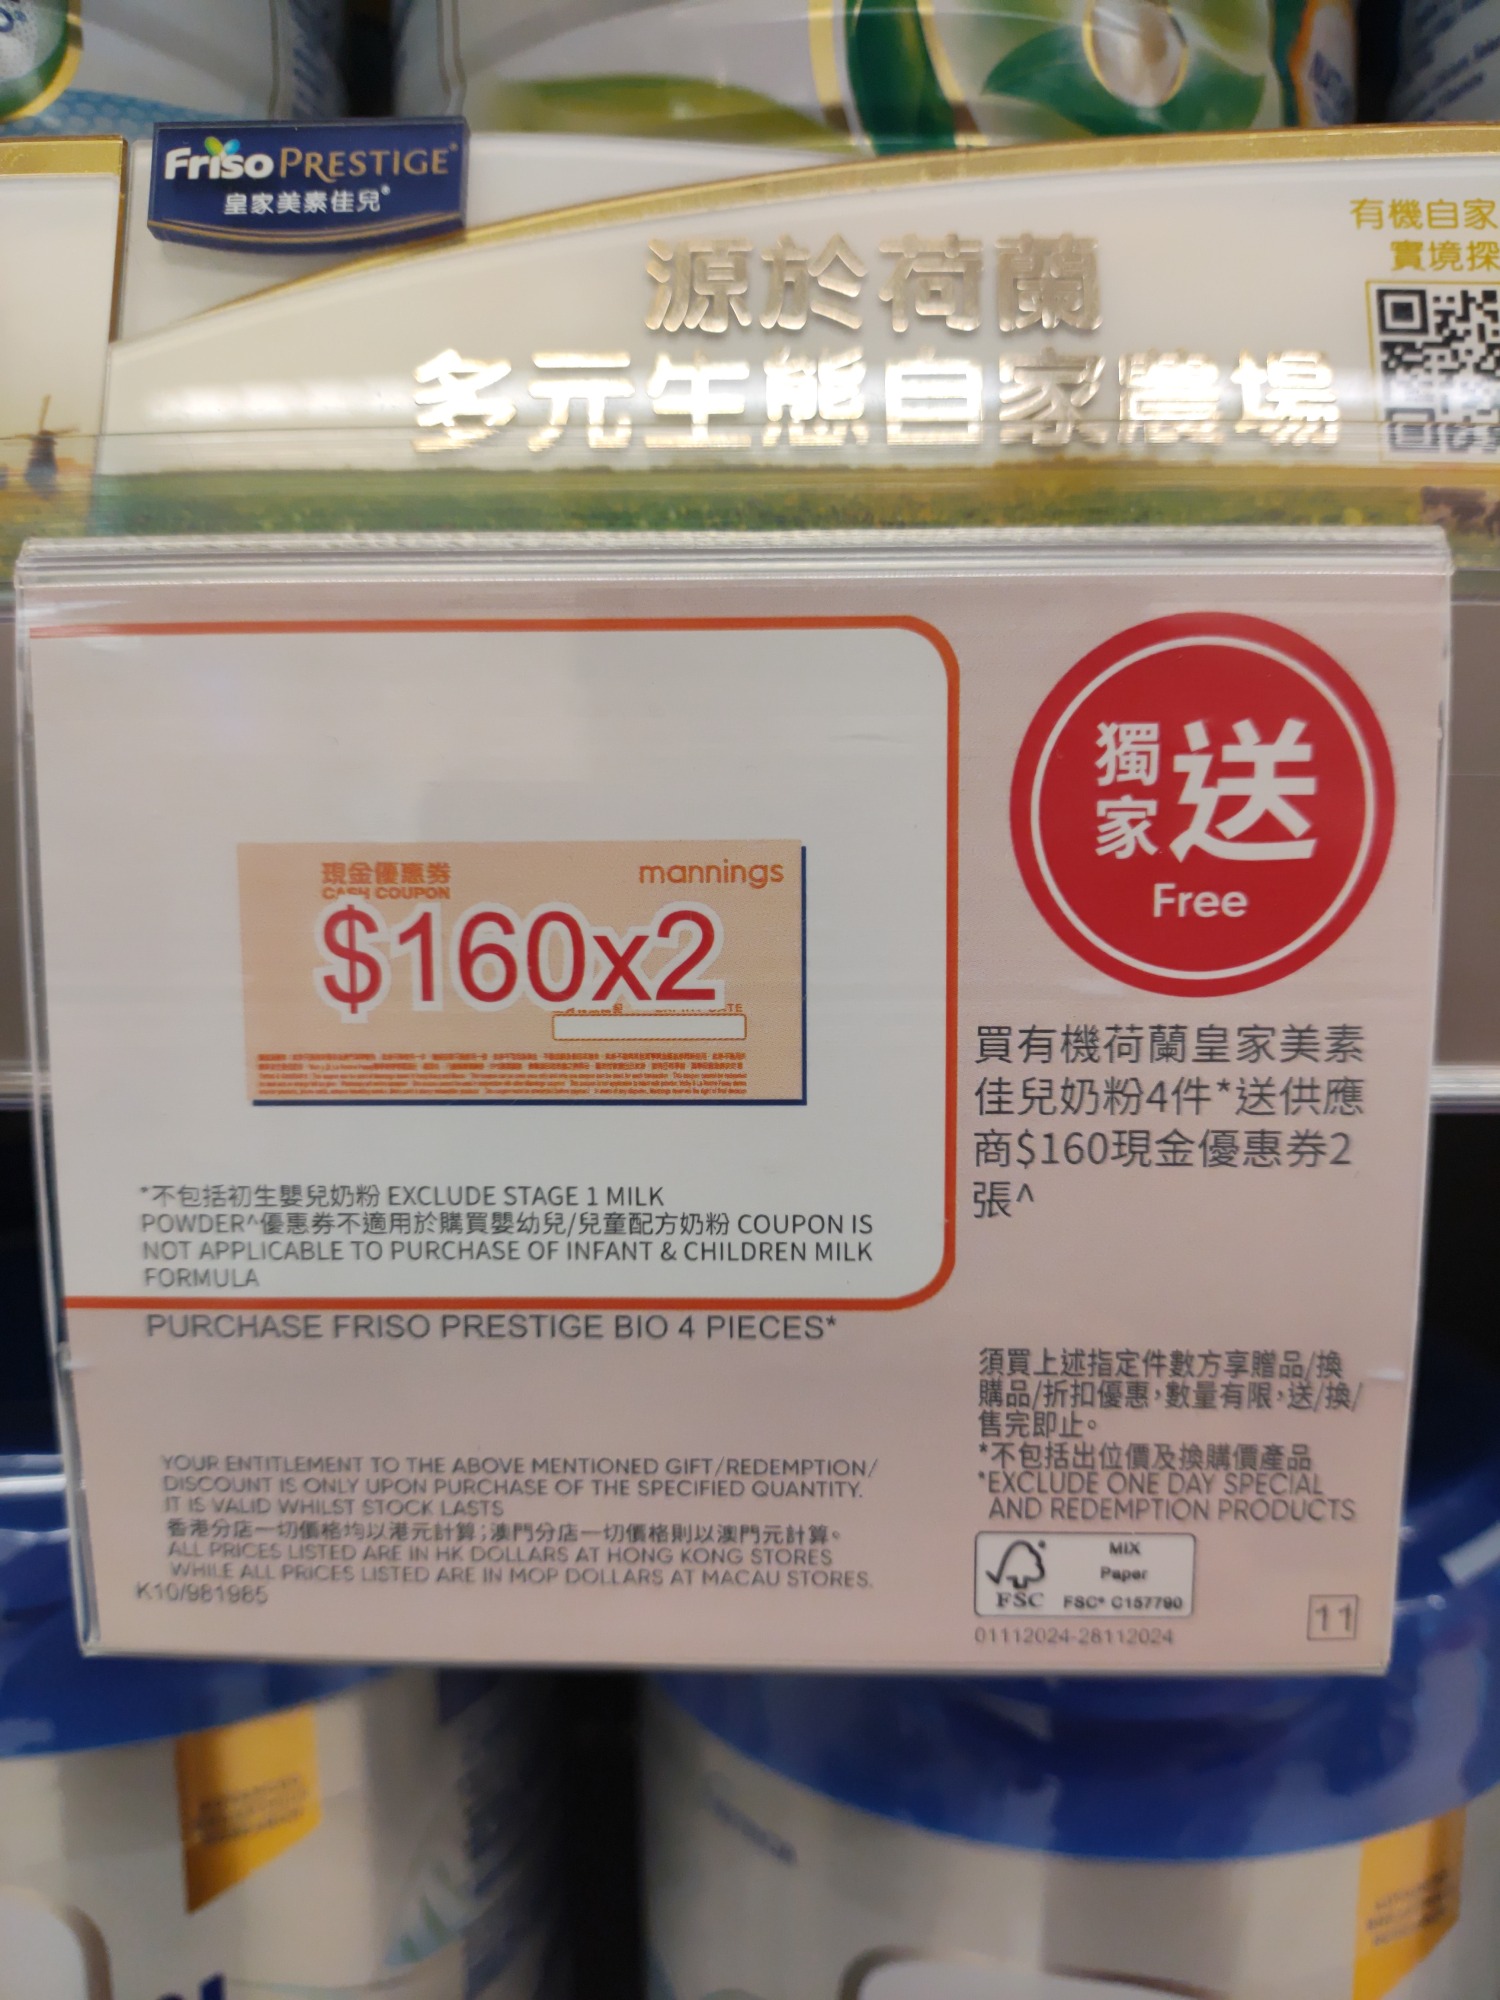 Friso PRESTIGE®
皇家美素佳兒®
源於荷蘭
多元生態自家農場
有機自家
實境探
現金優惠券
CASH COUPON
mannings
$160x2
*不包括初生嬰兒奶粉 EXCLUDE STAGE 1 MILK
POWDER^優惠券不適用於購買嬰幼兒/兒童配方奶粉 COUPON IS
NOT APPLICABLE TO PURCHASE OF INFANT & CHILDREN MILK
FORMULA
PURCHASE FRISO PRESTIGE BIO 4 PIECES*
YOUR ENTITLEMENT TO THE ABOVE MENTIONED GIFT/REDEMPTION/
DISCOUNT IS ONLY UPON PURCHASE OF THE SPECIFIED QUANTITY.
IT IS VALID WHILST STOCK LASTS
香港分店一切價格均以港元計算;澳門分店一切價格則以澳門元計算。
ALL PRICES LISTED ARE IN HK DOLLARS AT HONG KONG STORES
WHILE ALL PRICES LISTED ARE IN MOP DOLLARS AT MACAU STORES.
K10/981985
獨家送
Free
買有機荷蘭皇家美素
佳兒奶粉4件*送供應
商$160現金優惠券2
張^
須買上述指定件數方享贈品/換
購品/折扣優惠,數量有限,送/換/
售完即止。
*不包括出位價及換購價產品
*EXCLUDE ONE DAY SPECIAL
AND REDEMPTION PRODUCTS
MIX
Paper
FSC
FSC® C157790
01112024-28112024
11